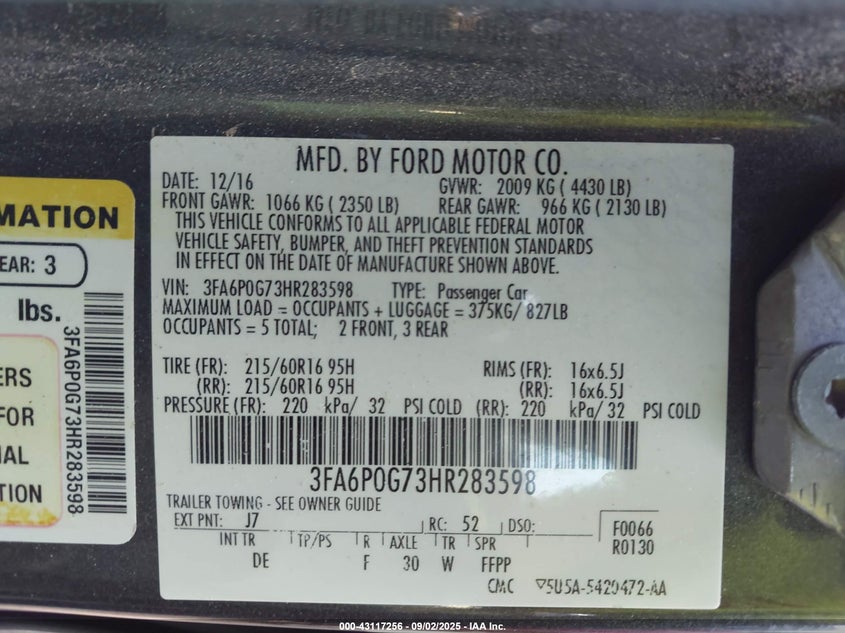 MFD. BY FORD MOTOR CO.
DATE: 12/16 GVWR: 2009 KG ( 4430 LB)
FRONT GAWR: 1066 KG ( 2350 LB) REAR GAWR: 966 KG ( 2130 LB)
THIS VEHICLE CONFORMS TO ALL APPLICABLE FEDERAL MOTOR
VEHICLE SAFETY, BUMPER, AND THEFT PREVENTION STANDARDS
IN EFFECT ON THE DATE OF MANUFACTURE SHOWN ABOVE.
VIN: 3FA6P0G73HR283598 TYPE: Passenger Car
MAXIMUM LOAD = OCCUPANTS + LUGGAGE = 375KG/ 827LB
OCCUPANTS = 5 TOTAL; 2 FRONT, 3 REAR
TIRE (FR): 215/60R16 95H RIMS (FR): 16x6.5J
(RR): 215/60R16 95H (RR): 16x6.5J
PRESSURE (FR): 220 kPa/ 32 PSI COLD (RR): 220 kPa/ 32 PSI COLD
3FA6P0G73HR283598
TRAILER TOWING - SEE OWNER GUIDE
EXT PNT: J7 RC: 52 DSO: F0066
INT TR TP/PS R AXLE TR SPR R0130
DE F 30 W FFPP
CMC 5U5A-5420472-AA
MATION
EAR: 3
lbs.
ERS
FOR
IAL
TION
3FA6P0G73HR283598
000-43117256 - 09/02/2025 - IAA Inc.